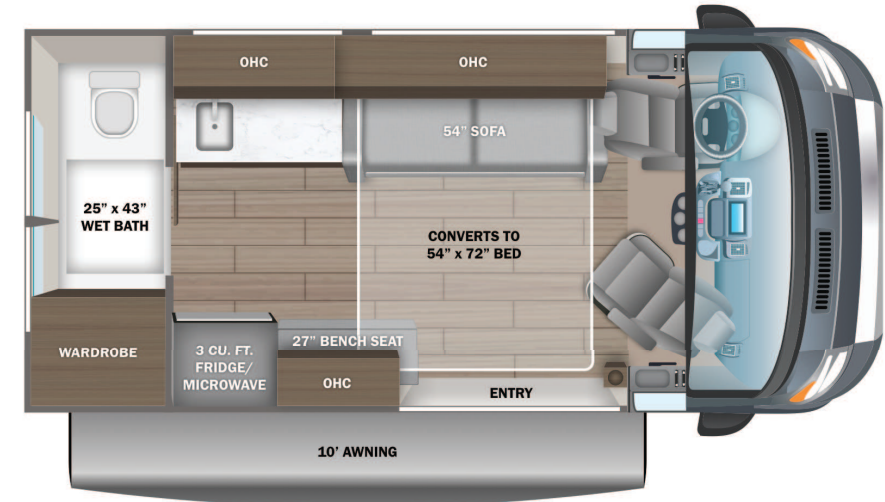 OHC
OHC
54” SOFA
25” x 43”
WET BATH
CONVERTS TO
54” x 72” BED
WARDROBE
3 CU. FT.
FRIDGE/
MICROWAVE
27” BENCH SEAT
OHC
ENTRY
10’ AWNING